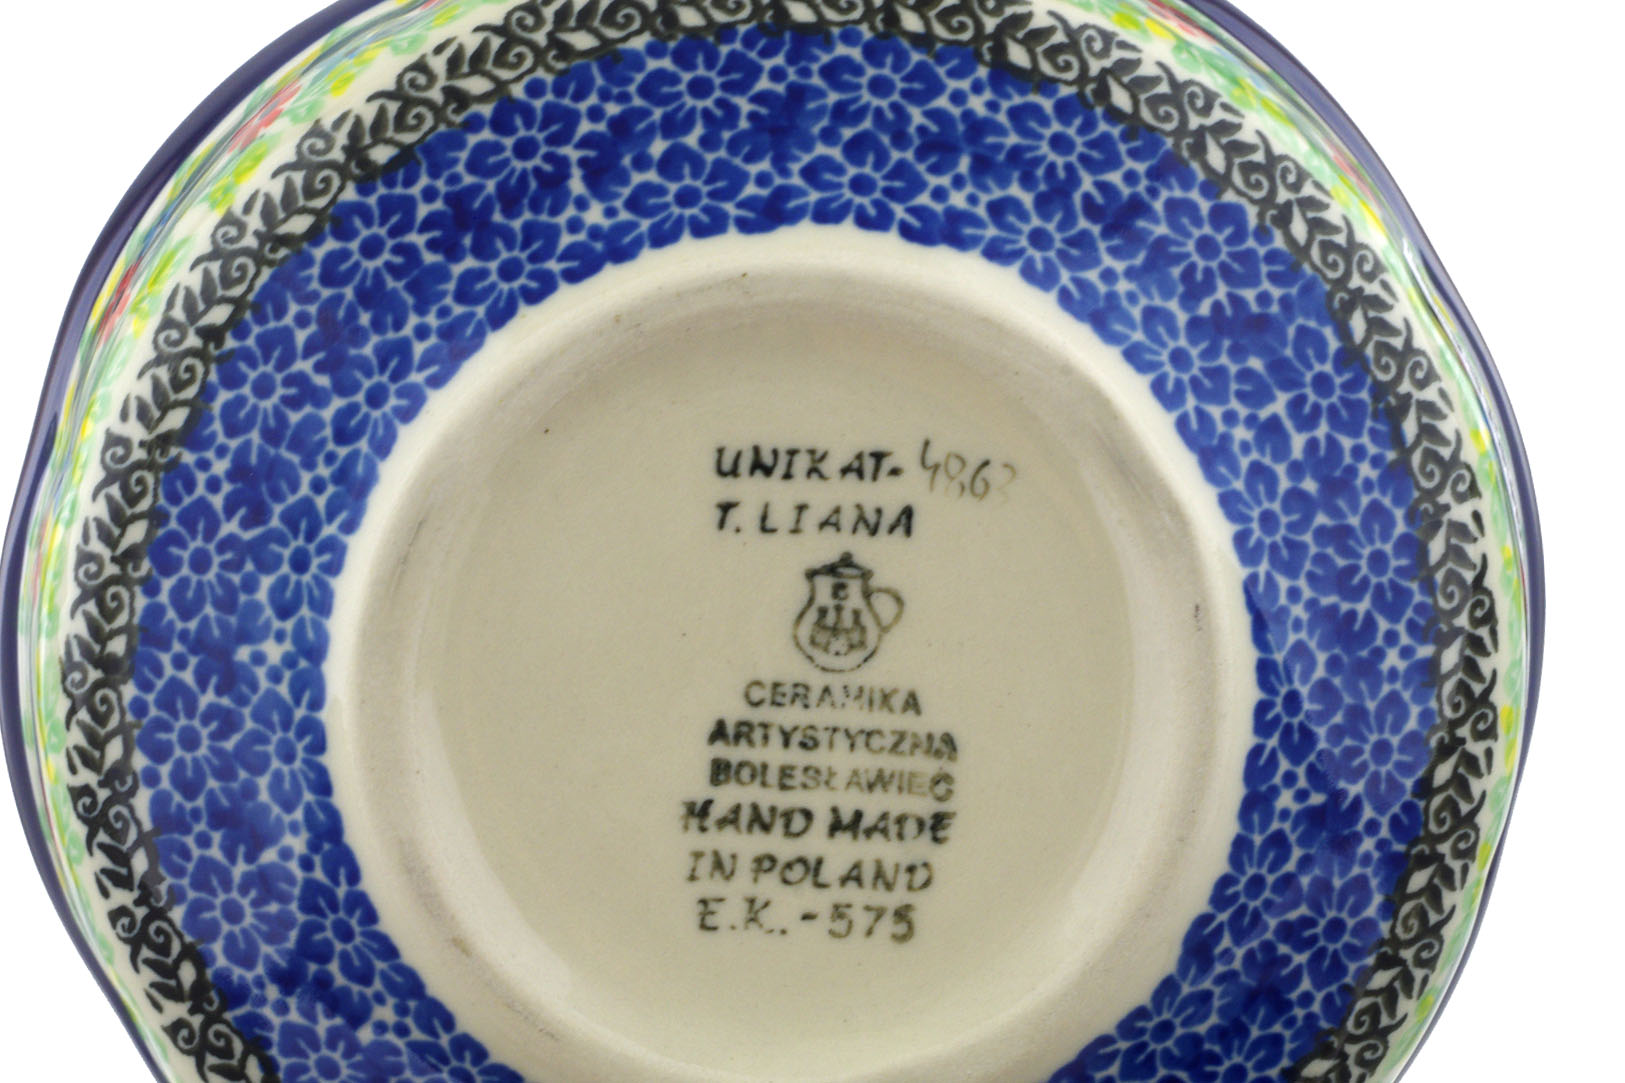 UNIKAT-4863
T.LIANA
CERAMIKA
ARTYSTYCZNA
BOLESŁAWIEC
HAND MADE
IN POLAND
E.K.-575